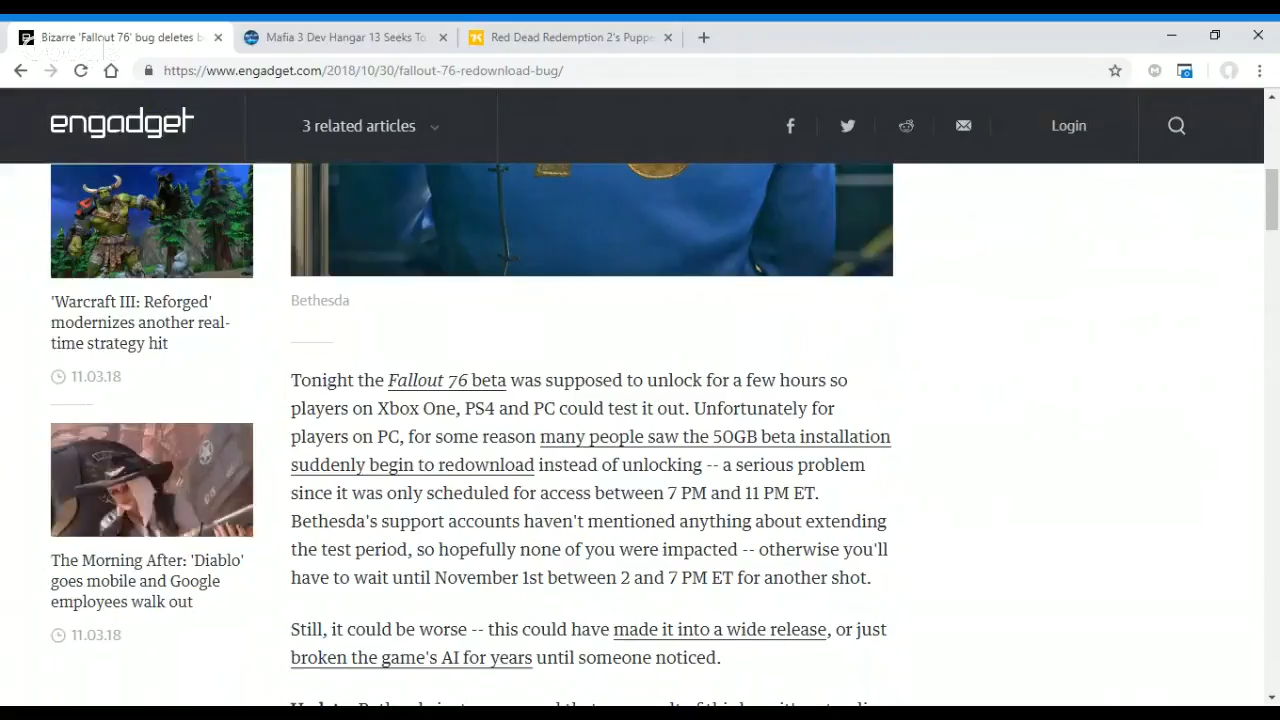 Bizarre 'Fallout 76' bug deletes b
Mafia 3 Dev Hangar 13 Seeks To
Red Dead Redemption 2's Puppe
https://www.engadget.com/2018/10/30/fallout-76-redownload-bug/
engadget
3 related articles
Login
'Warcraft III: Reforged'
modernizes another real-
time strategy hit
11.03.18
The Morning After: 'Diablo'
goes mobile and Google
employees walk out
11.03.18
Bethesda
Tonight the Fallout 76 beta was supposed to unlock for a few hours so
players on Xbox One, PS4 and PC could test it out. Unfortunately for
players on PC, for some reason many people saw the 50GB beta installation
suddenly begin to redownload instead of unlocking -- a serious problem
since it was only scheduled for access between 7 PM and 11 PM ET.
Bethesda's support accounts haven't mentioned anything about extending
the test period, so hopefully none of you were impacted -- otherwise you'll
have to wait until November 1st between 2 and 7 PM ET for another shot.
Still, it could be worse -- this could have made it into a wide release, or just
broken the game's AI for years until someone noticed.